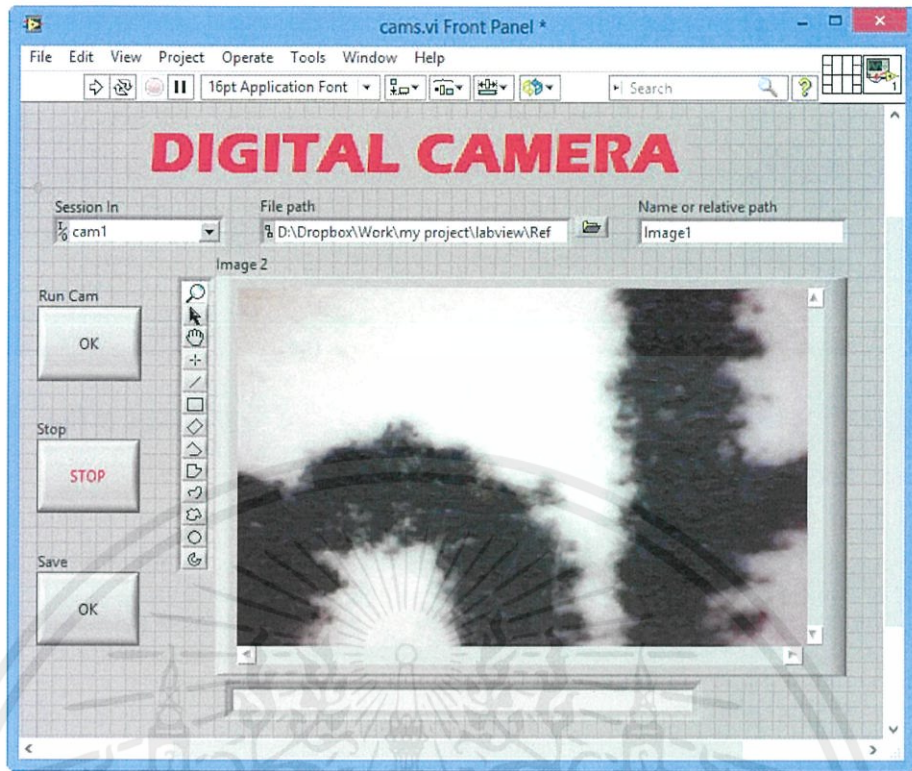 cams.vi Front Panel *
File Edit View Project Operate Tools Window Help
16pt Application Font
Search
1
DIGITAL CAMERA
Session In
File path
Name or relative path
cam1
D:\Dropbox\Work\my project\labview\Ref
Image1
Image 2
Run Cam
OK
Stop
STOP
Save
OK